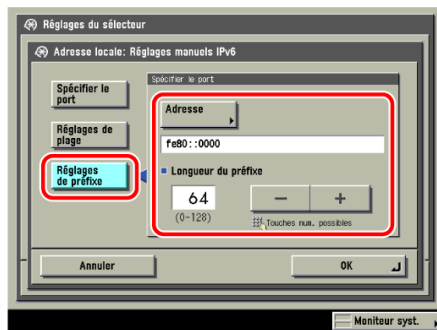 Réglages du sélecteur
Adresse locale: Réglages manuels IPv6
Spécifier le port
Spécifier le
port
Adresse
Réglages de
plage
fe80::0000
Réglages
de préfixe
Longueur du préfixe
64
− +
(0-128)
Touches num. possibles
Annuler
OK
Moniteur syst.